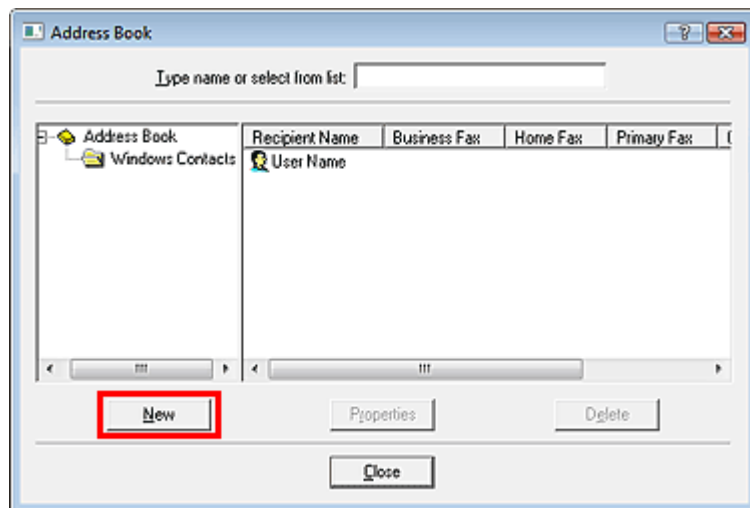 Address Book
Type name or select from list:
Address Book
Windows Contacts
Recipient Name Business Fax Home Fax Primary Fax
User Name
New Properties Delete
Close